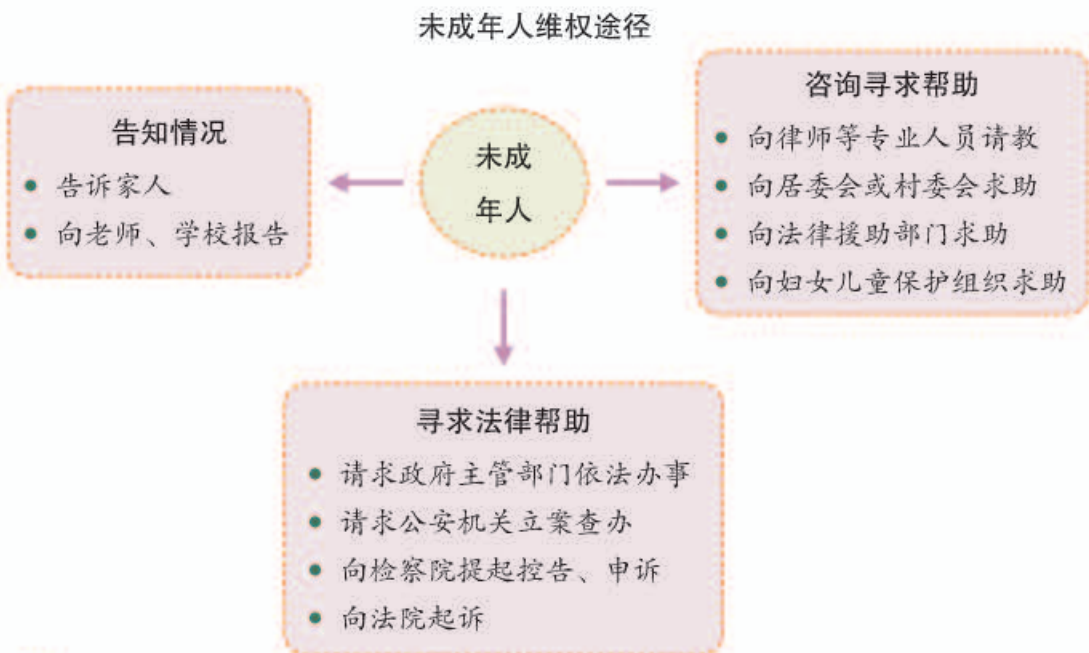 未成年人维权途径
告知情况
告诉家人
向老师、学校报告
未成
年人
咨询寻求帮助
向律师等专业人员请教
向居委会或村委会求助
向法律援助部门求助
向妇女儿童保护组织求助
寻求法律帮助
请求政府主管部门依法办事
请求公安机关立案查办
向检察院提起控告、申诉
向法院起诉